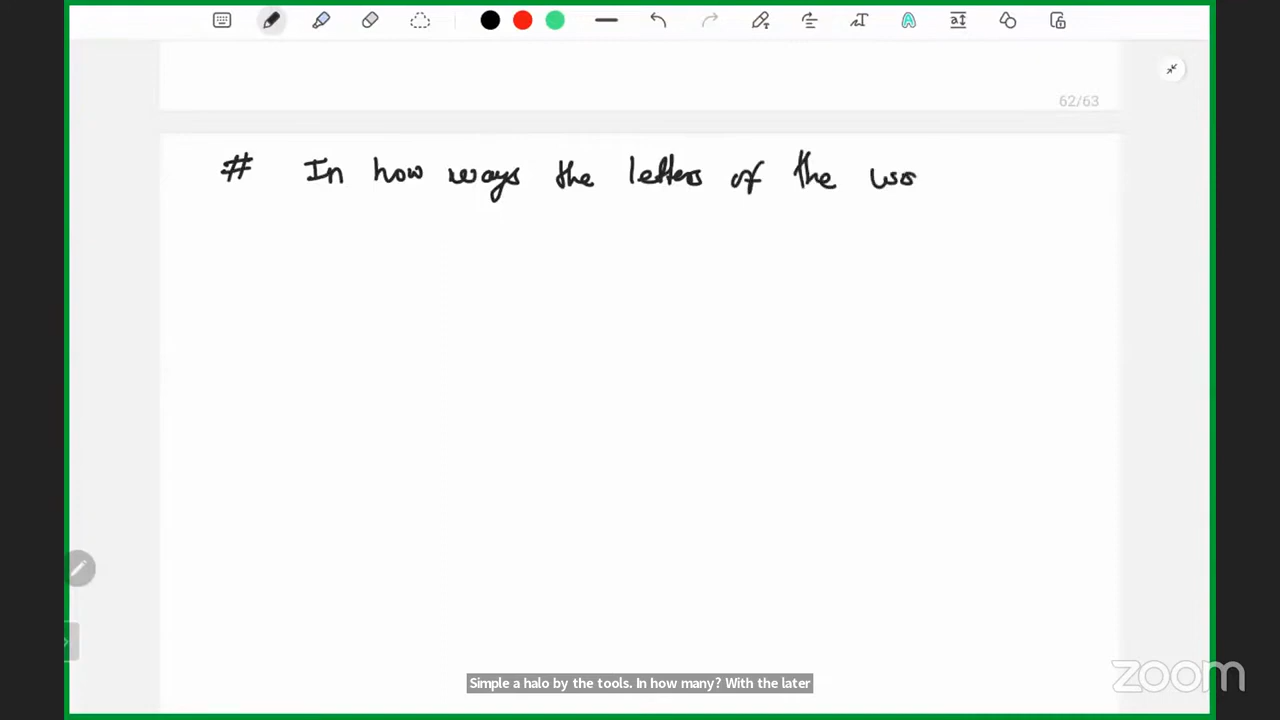 62/63
# In how ways the letters of the wo
Simple a halo by the tools. In how many? With the later
zoom